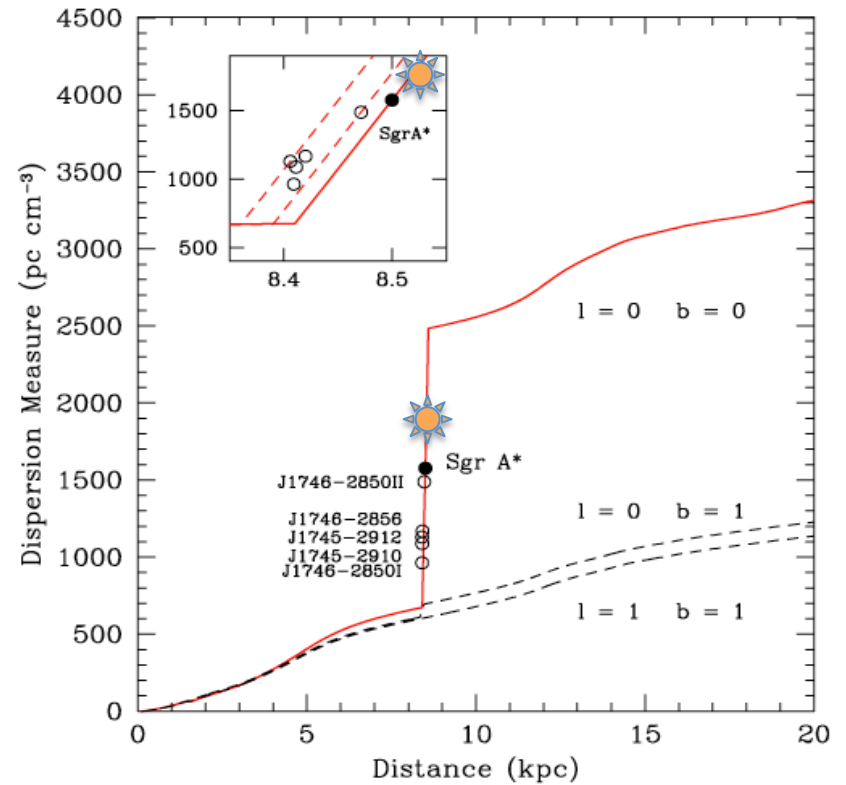 4500
4000
3500
3000
2500
2000
1500
1000
500
0
Dispersion Measure (pc cm⁻³)
1500
1000
500
8.4 8.5
SgrA*
l = 0 b = 0
Sgr A*
J1746−2850II
J1746−2856
J1745−2912
J1745−2910
J1746−2850I
l = 0 b = 1
l = 1 b = 1
0 5 10 15 20
Distance (kpc)